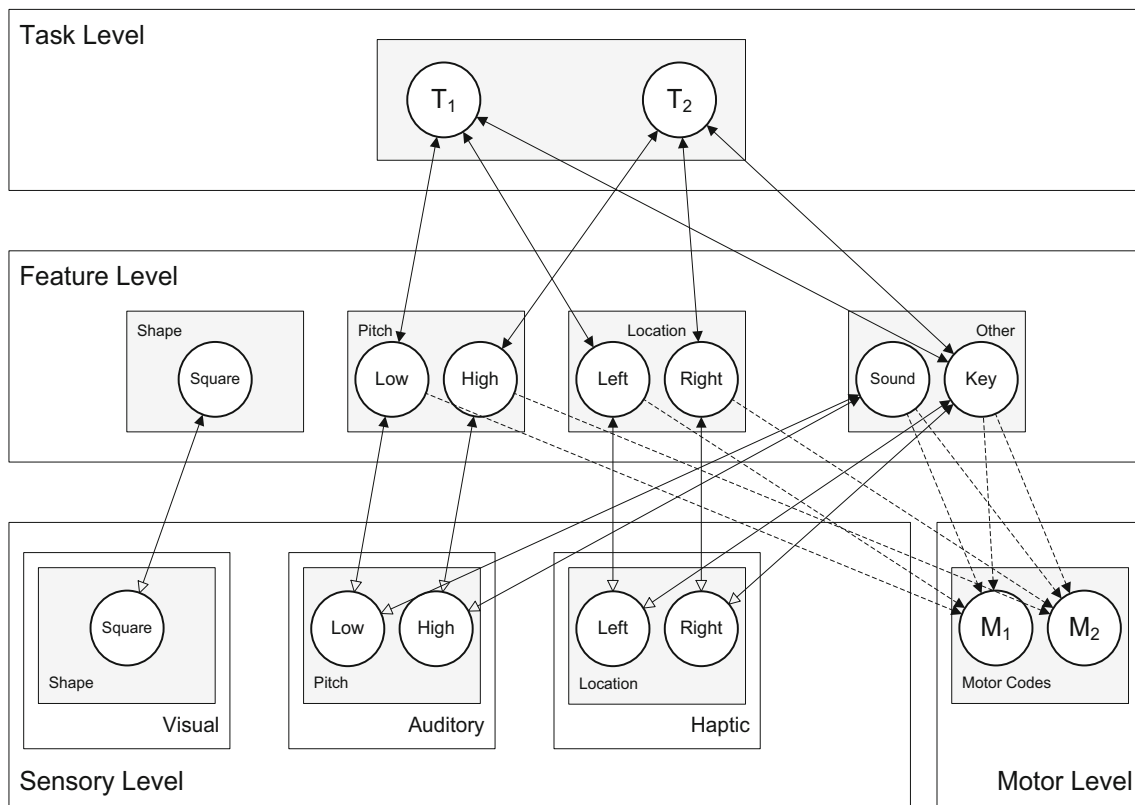 Task Level
T1
T2
Feature Level
Shape
Pitch
Location
Other
Square
Low
High
Left
Right
Sound
Key
Square
Low
High
Left
Right
M1
M2
Shape
Pitch
Location
Motor Codes
Visual
Auditory
Haptic
Sensory Level
Motor Level